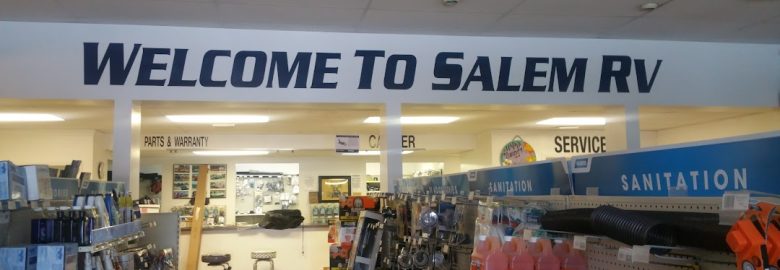 WELCOME TO SALEM RV
PARTS & WARRANTY
SERVICE
SANITATION
SANITATION